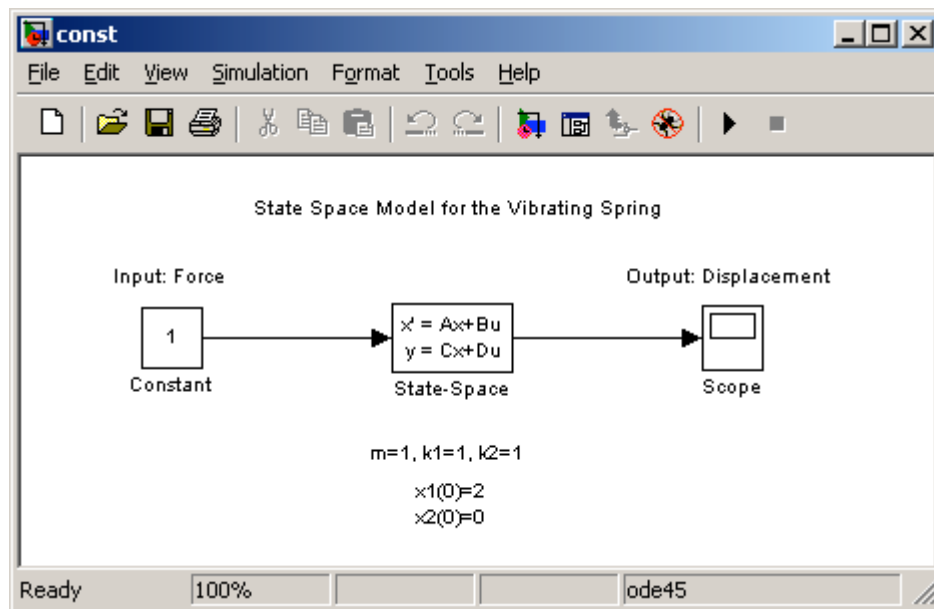 const
File Edit View Simulation Format Tools Help
State Space Model for the Vibrating Spring
Input: Force
Output: Displacement
1
x' = Ax+Bu
y = Cx+Du
Constant
State-Space
Scope
m=1, k1=1, k2=1
x1(0)=2
x2(0)=0
Ready 100% ode45